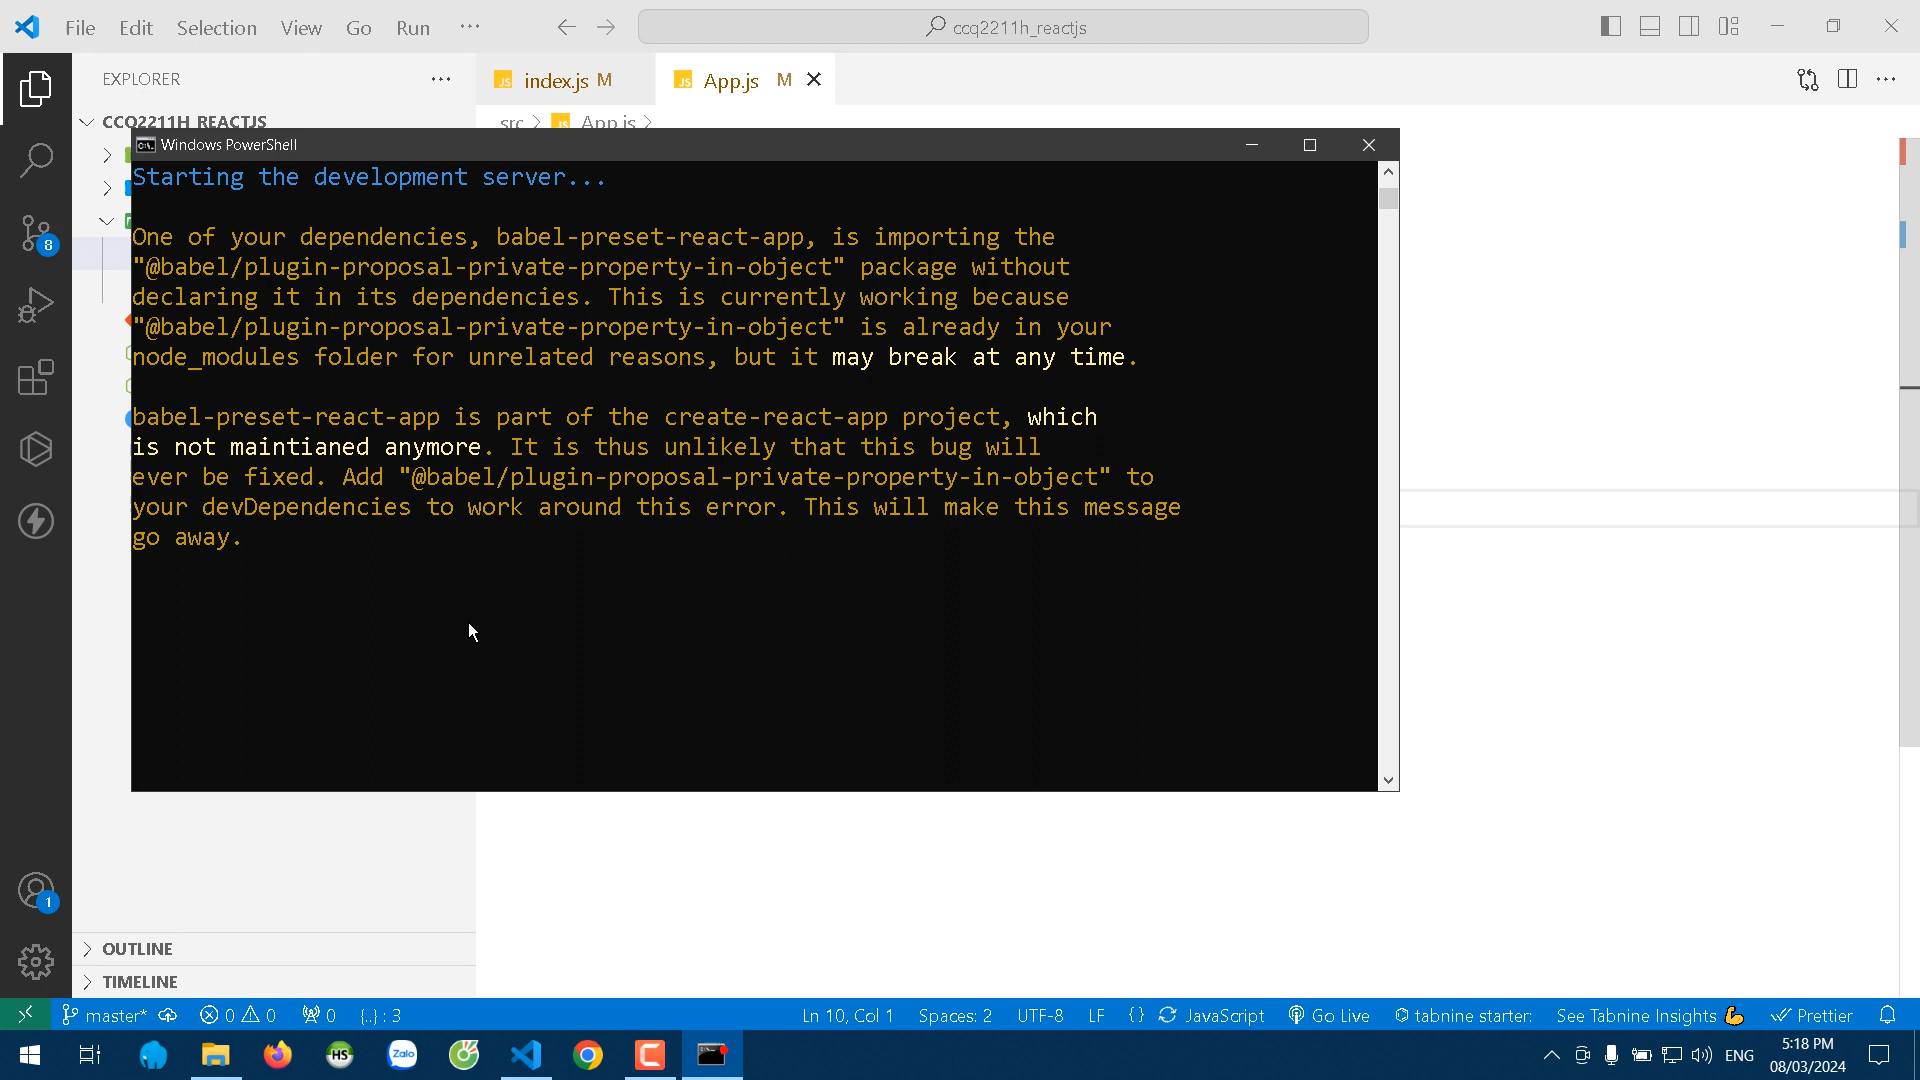 File Edit Selection View Go Run ···
ccq2211h_reactjs
EXPLORER
index.js M
App.js M
CCQ2211H_REACTJS
src > App.js >
Windows PowerShell
Starting the development server...
One of your dependencies, babel-preset-react-app, is importing the
"@babel/plugin-proposal-private-property-in-object" package without
declaring it in its dependencies. This is currently working because
"@babel/plugin-proposal-private-property-in-object" is already in your
node_modules folder for unrelated reasons, but it may break at any time.
babel-preset-react-app is part of the create-react-app project, which
is not maintianed anymore. It is thus unlikely that this bug will
ever be fixed. Add "@babel/plugin-proposal-private-property-in-object" to
your devDependencies to work around this error. This will make this message
go away.
8
1
OUTLINE
TIMELINE
master* 0 0 0 {..} : 3 Ln 10, Col 1 Spaces: 2 UTF-8 LF {} JavaScript Go Live tabnine starter: See Tabnine Insights Prettier
HS
Zalo
ENG
5:18 PM
08/03/2024